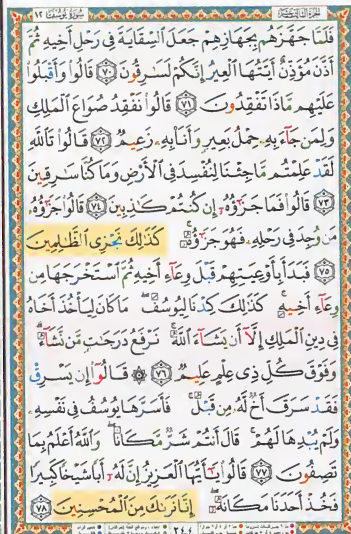 الجزء الثالث عشر سُورَةُ يُوسُفَ ١٢
فَلَمَّا جَهَّزَهُم بِجَهَازِهِمْ جَعَلَ ٱلسِّقَايَةَ فِى رَحْلِ أَخِيهِ ثُمَّ
أَذَّنَ مُؤَذِّنٌ أَيَّتُهَا ٱلْعِيرُ إِنَّكُمْ لَسَٰرِقُونَ ٧٠ قَالُوا۟ وَأَقْبَلُوا۟
عَلَيْهِم مَّاذَا تَفْقِدُونَ ٧١ قَالُوا۟ نَفْقِدُ صُوَاعَ ٱلْمَلِكِ
وَلِمَن جَآءَ بِهِۦ حِمْلُ بَعِيرٍ وَأَنَا۠ بِهِۦ زَعِيمٌ ٧٢ قَالُوا۟ تَٱللَّهِ
لَقَدْ عَلِمْتُم مَّا جِئْنَا لِنُفْسِدَ فِى ٱلْأَرْضِ وَمَا كُنَّا سَٰرِقِينَ
٧٣ قَالُوا۟ فَمَا جَزَٰٓؤُهُۥٓ إِن كُنتُمْ كَٰذِبِينَ ٧٤ قَالُوا۟ جَزَٰٓؤُهُۥ
مَن وُجِدَ فِى رَحْلِهِۦ فَهُوَ جَزَٰٓؤُهُۥ ۚ كَذَٰلِكَ نَجْزِى ٱلظَّٰلِمِينَ
٧٥ فَبَدَأَ بِأَوْعِيَتِهِمْ قَبْلَ وِعَآءِ أَخِيهِ ثُمَّ ٱسْتَخْرَجَهَا مِن
وِعَآءِ أَخِيهِ ۚ كَذَٰلِكَ كِدْنَا لِيُوسُفَ ۖ مَا كَانَ لِيَأْخُذَ أَخَاهُ
فِى دِينِ ٱلْمَلِكِ إِلَّآ أَن يَشَآءَ ٱللَّهُ ۚ نَرْفَعُ دَرَجَٰتٍ مَّن نَّشَآءُ ۗ
وَفَوْقَ كُلِّ ذِى عِلْمٍ عَلِيمٌ ٧٦ ۞ قَالُوٓا۟ إِن يَسْرِقْ
فَقَدْ سَرَقَ أَخٌ لَّهُۥ مِن قَبْلُ ۚ فَأَسَرَّهَا يُوسُفُ فِى نَفْسِهِۦ
وَلَمْ يُبْدِهَا لَهُمْ ۚ قَالَ أَنتُمْ شَرٌّ مَّكَانًا ۖ وَٱللَّهُ أَعْلَمُ بِمَا
تَصِفُونَ ٧٧ قَالُوا۟ يَٰٓأَيُّهَا ٱلْعَزِيزُ إِنَّ لَهُۥٓ أَبًا شَيْخًا كَبِيرًا
فَخُذْ أَحَدَنَا مَكَانَهُۥٓ ۖ إِنَّا نَرَىٰكَ مِنَ ٱلْمُحْسِنِينَ ٧٨
٢٤٤